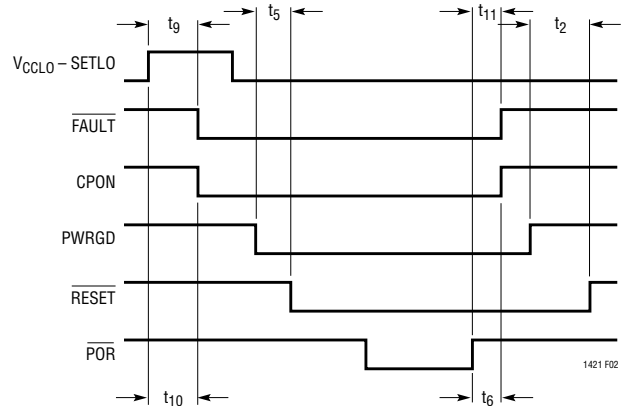 t9 t5 t11 t2
VCCLO – SETLO
FAULT
CPON
PWRGD
RESET
POR
1421 F02
t10 t6